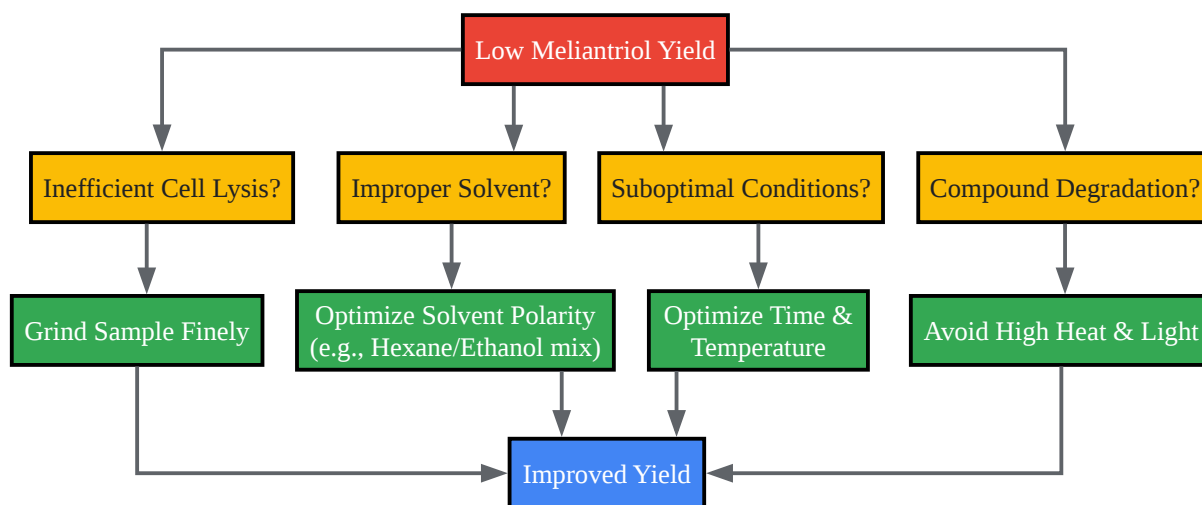 Low Meliantriol Yield
Inefficient Cell Lysis?
Improper Solvent?
Suboptimal Conditions?
Compound Degradation?
Grind Sample Finely
Optimize Solvent Polarity
(e.g., Hexane/Ethanol mix)
Optimize Time &
Temperature
Avoid High Heat & Light
Improved Yield